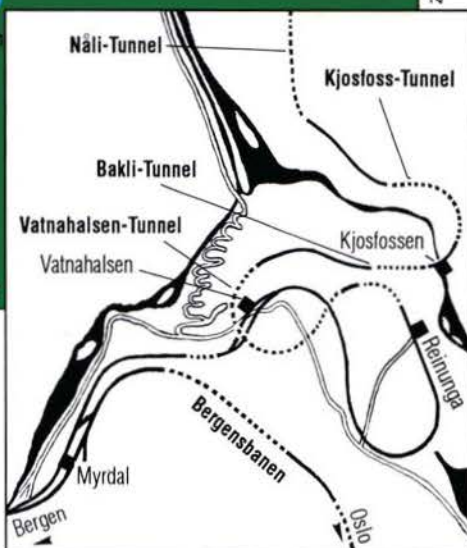 Nåli-Tunnel
Kjosfoss-Tunnel
Bakli-Tunnel
Vatnahalsen-Tunnel
Vatnahalsen
Kjosfossen
Reinunga
Bergensbanen
Myrdal
Bergen
Oslo